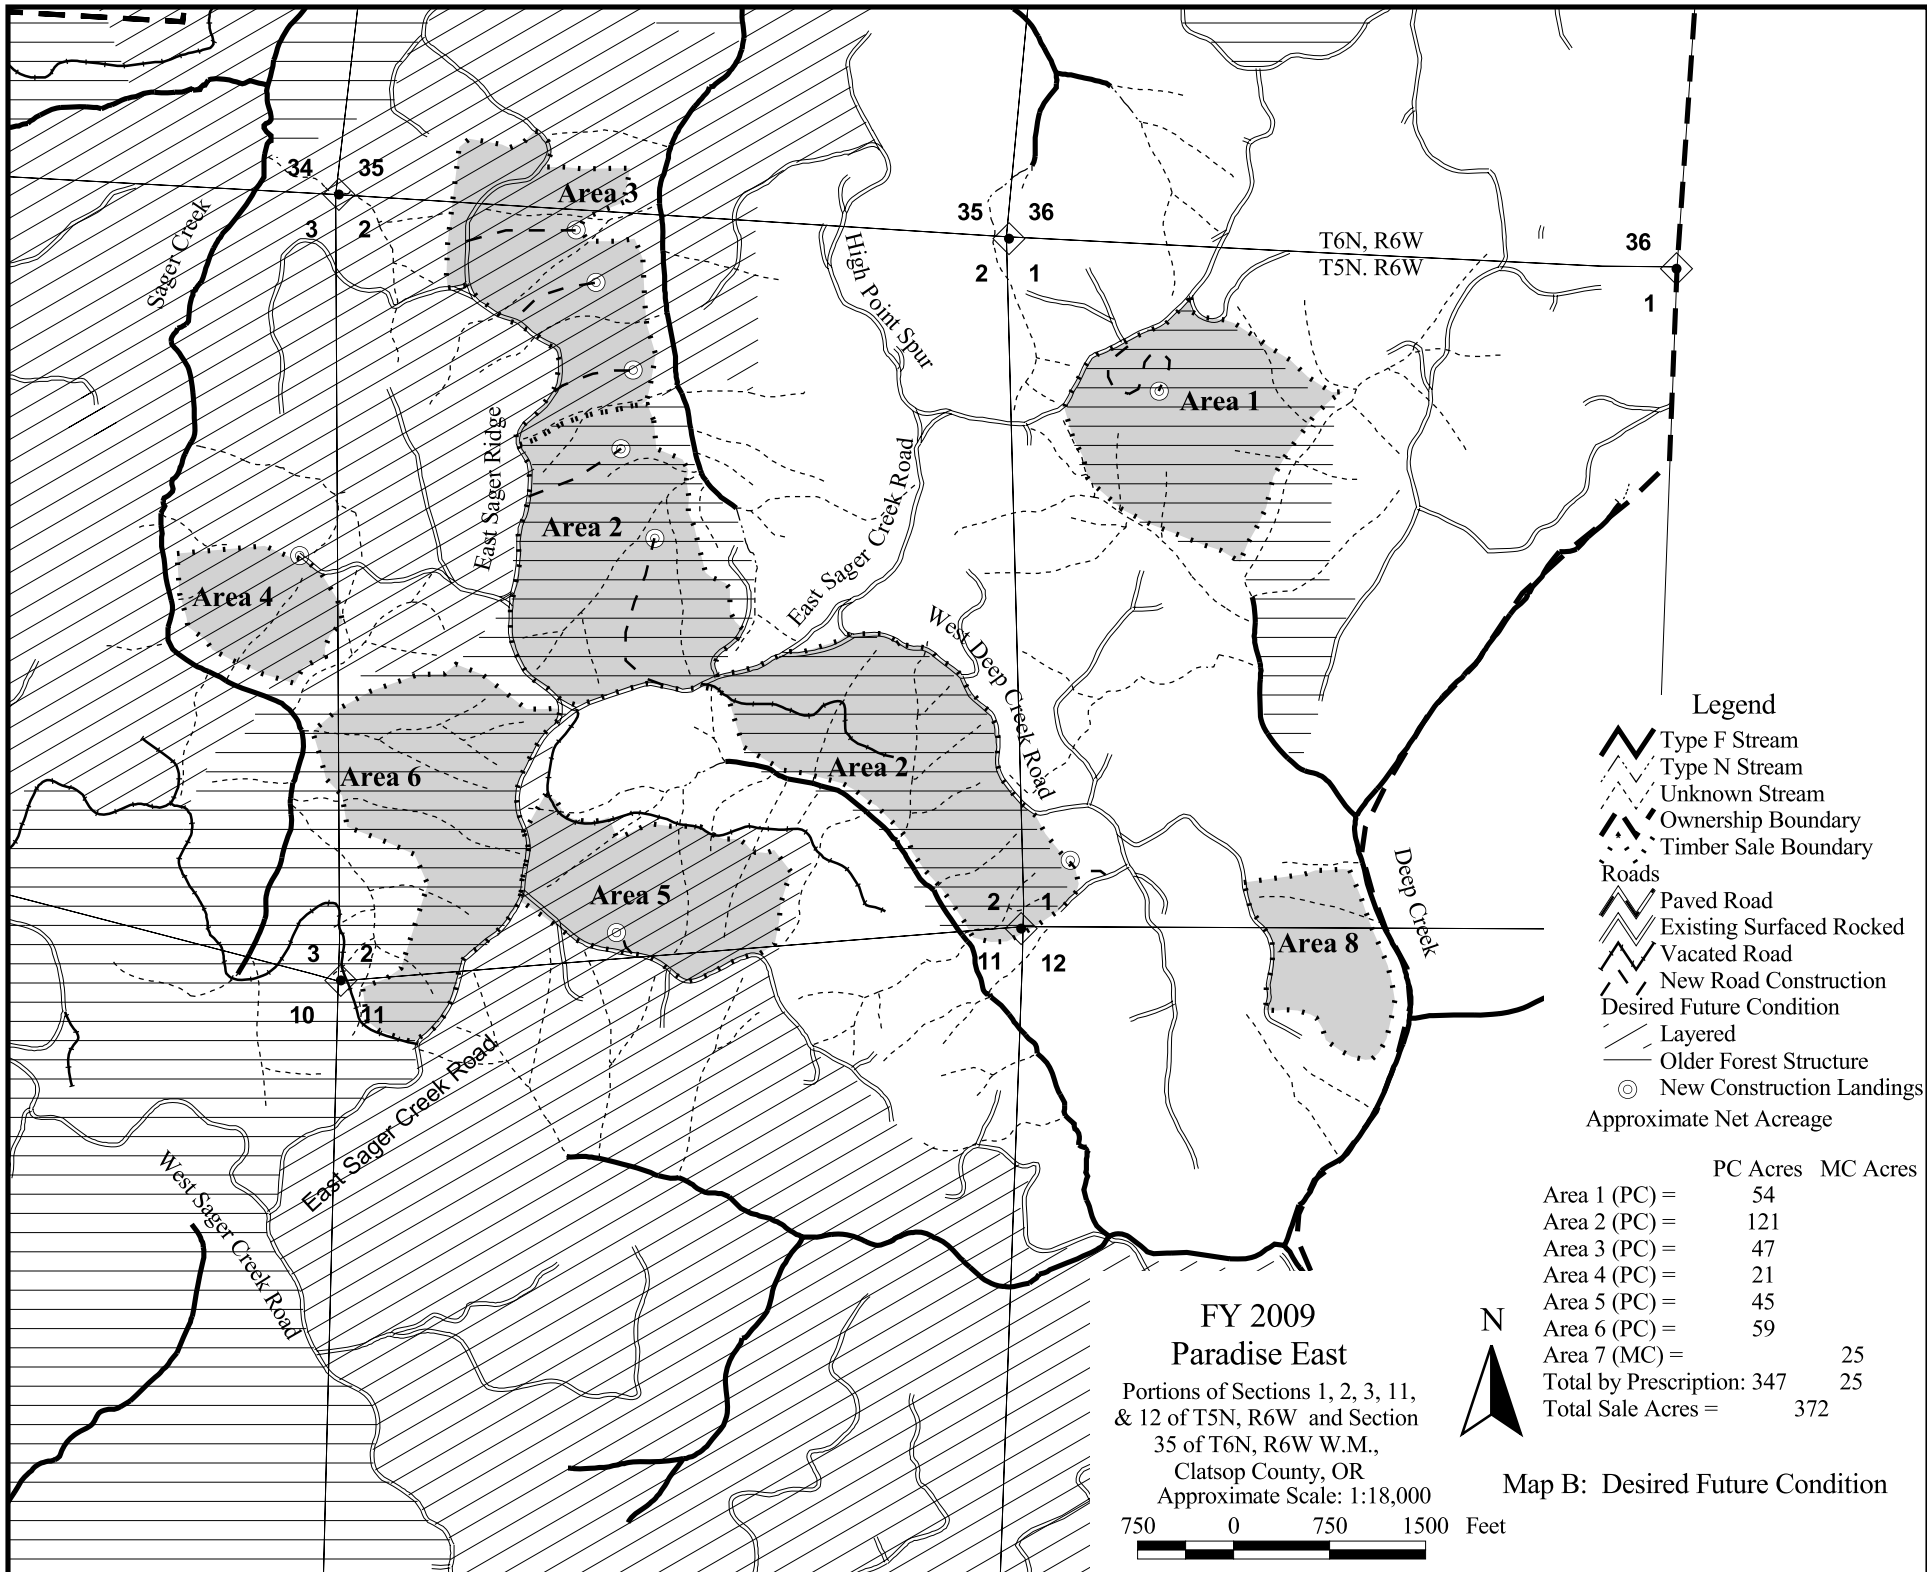 34 35
3 2
Area 3
35 36
2 1
T6N, R6W
T5N. R6W
36
1
Sager Creek
High Point Spur
Area 1
East Sager Ridge
East Sager Creek Road
Area 2
Area 4
West Deep Creek Road
Area 6
Area 2
Area 5
2 1
11 12
Area 8
Deep Creek
3 2
10 11
East Sager Creek Road
West Sager Creek Road
Legend
Type F Stream
Type N Stream
Unknown Stream
Ownership Boundary
Timber Sale Boundary
Roads
Paved Road
Existing Surfaced Rocked
Vacated Road
New Road Construction
Desired Future Condition
Layered
Older Forest Structure
New Construction Landings
Approximate Net Acreage
PC Acres MC Acres
Area 1 (PC) = 54
Area 2 (PC) = 121
Area 3 (PC) = 47
Area 4 (PC) = 21
Area 5 (PC) = 45
Area 6 (PC) = 59
Area 7 (MC) = 25
Total by Prescription: 347 25
Total Sale Acres = 372
FY 2009
Paradise East
Portions of Sections 1, 2, 3, 11,
& 12 of T5N, R6W and Section
35 of T6N, R6W W.M.,
Clatsop County, OR
Approximate Scale: 1:18,000
750 0 750 1500 Feet
N
Map B: Desired Future Condition